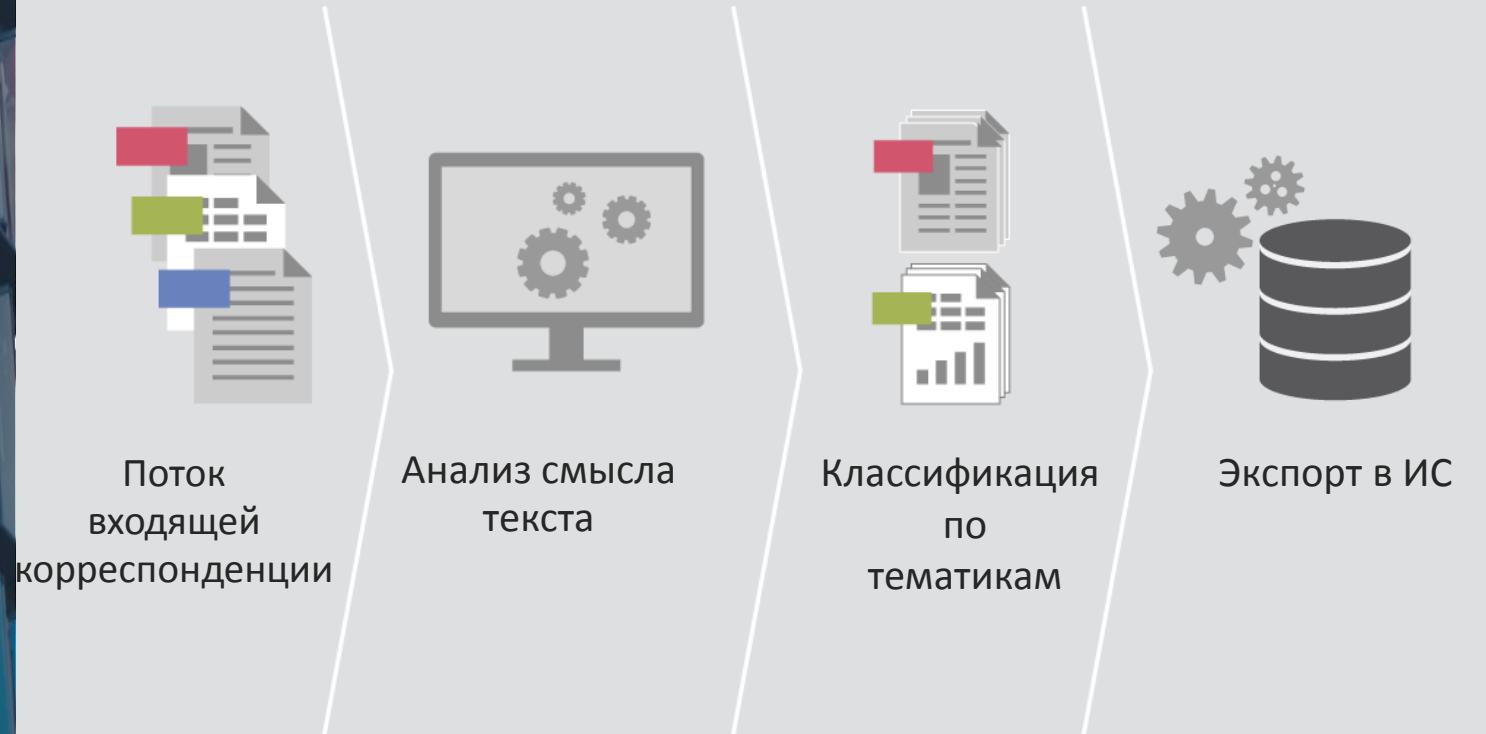 Поток
входящей
корреспонденции
Анализ смысла
текста
Классификация
по
тематикам
Экспорт в ИС